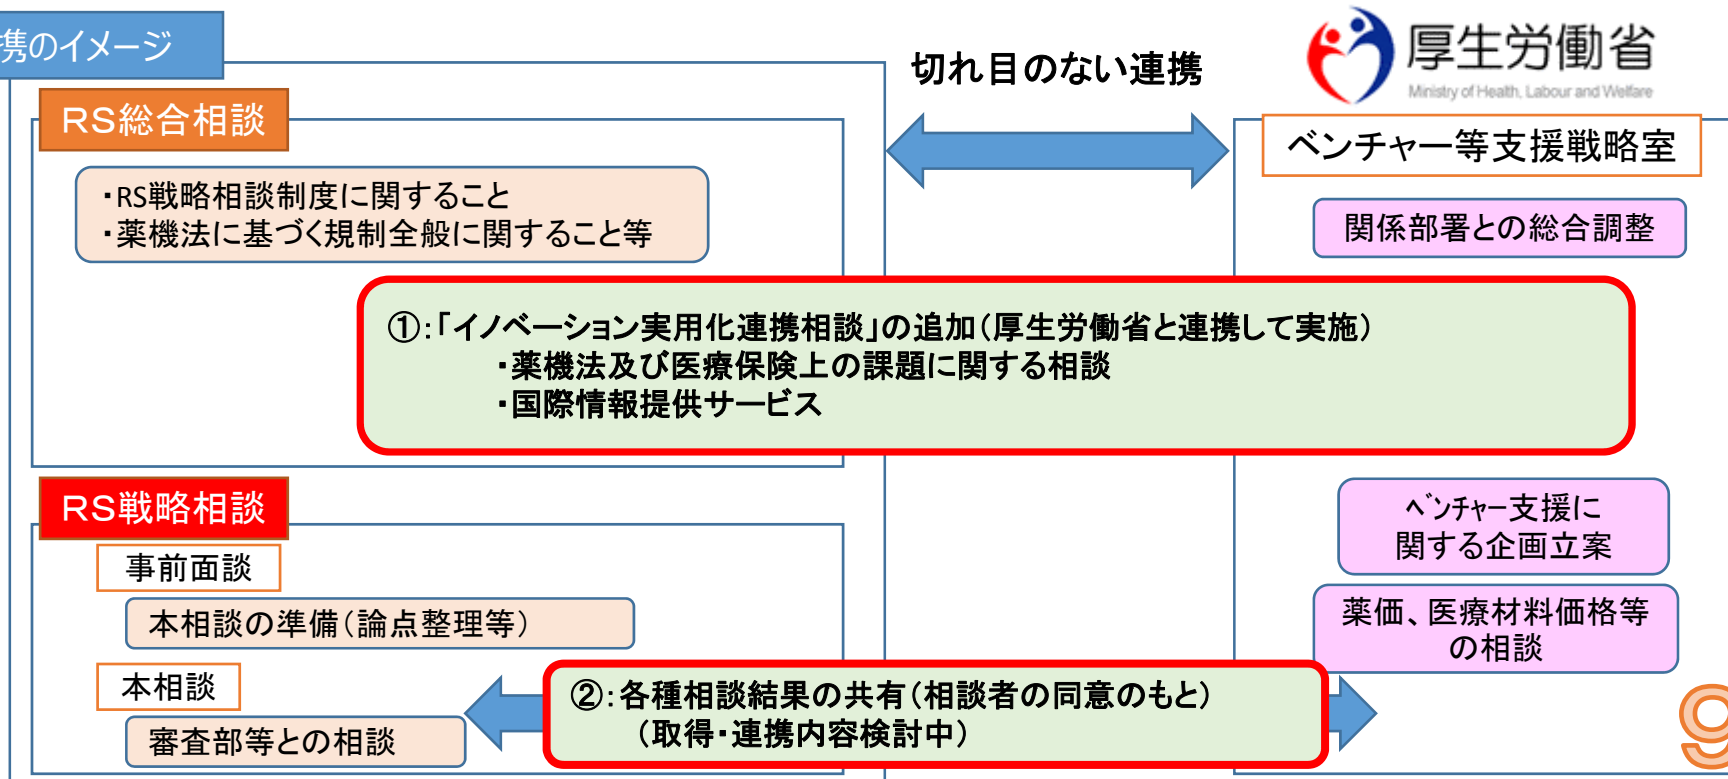 携のイメージ
切れ目のない連携
厚生労働省
Ministry of Health, Labour and Welfare
RS総合相談
・RS戦略相談制度に関すること
・薬機法に基づく規制全般に関すること等
ベンチャー等支援戦略室
関係部署との総合調整
①:「イノベーション実用化連携相談」の追加(厚生労働省と連携して実施)
・薬機法及び医療保険上の課題に関する相談
・国際情報提供サービス
RS戦略相談
事前面談
本相談の準備(論点整理等)
本相談
審査部等との相談
ベンチャー支援に
関する企画立案
薬価、医療材料価格等
の相談
②:各種相談結果の共有(相談者の同意のもと)
(取得・連携内容検討中)
9